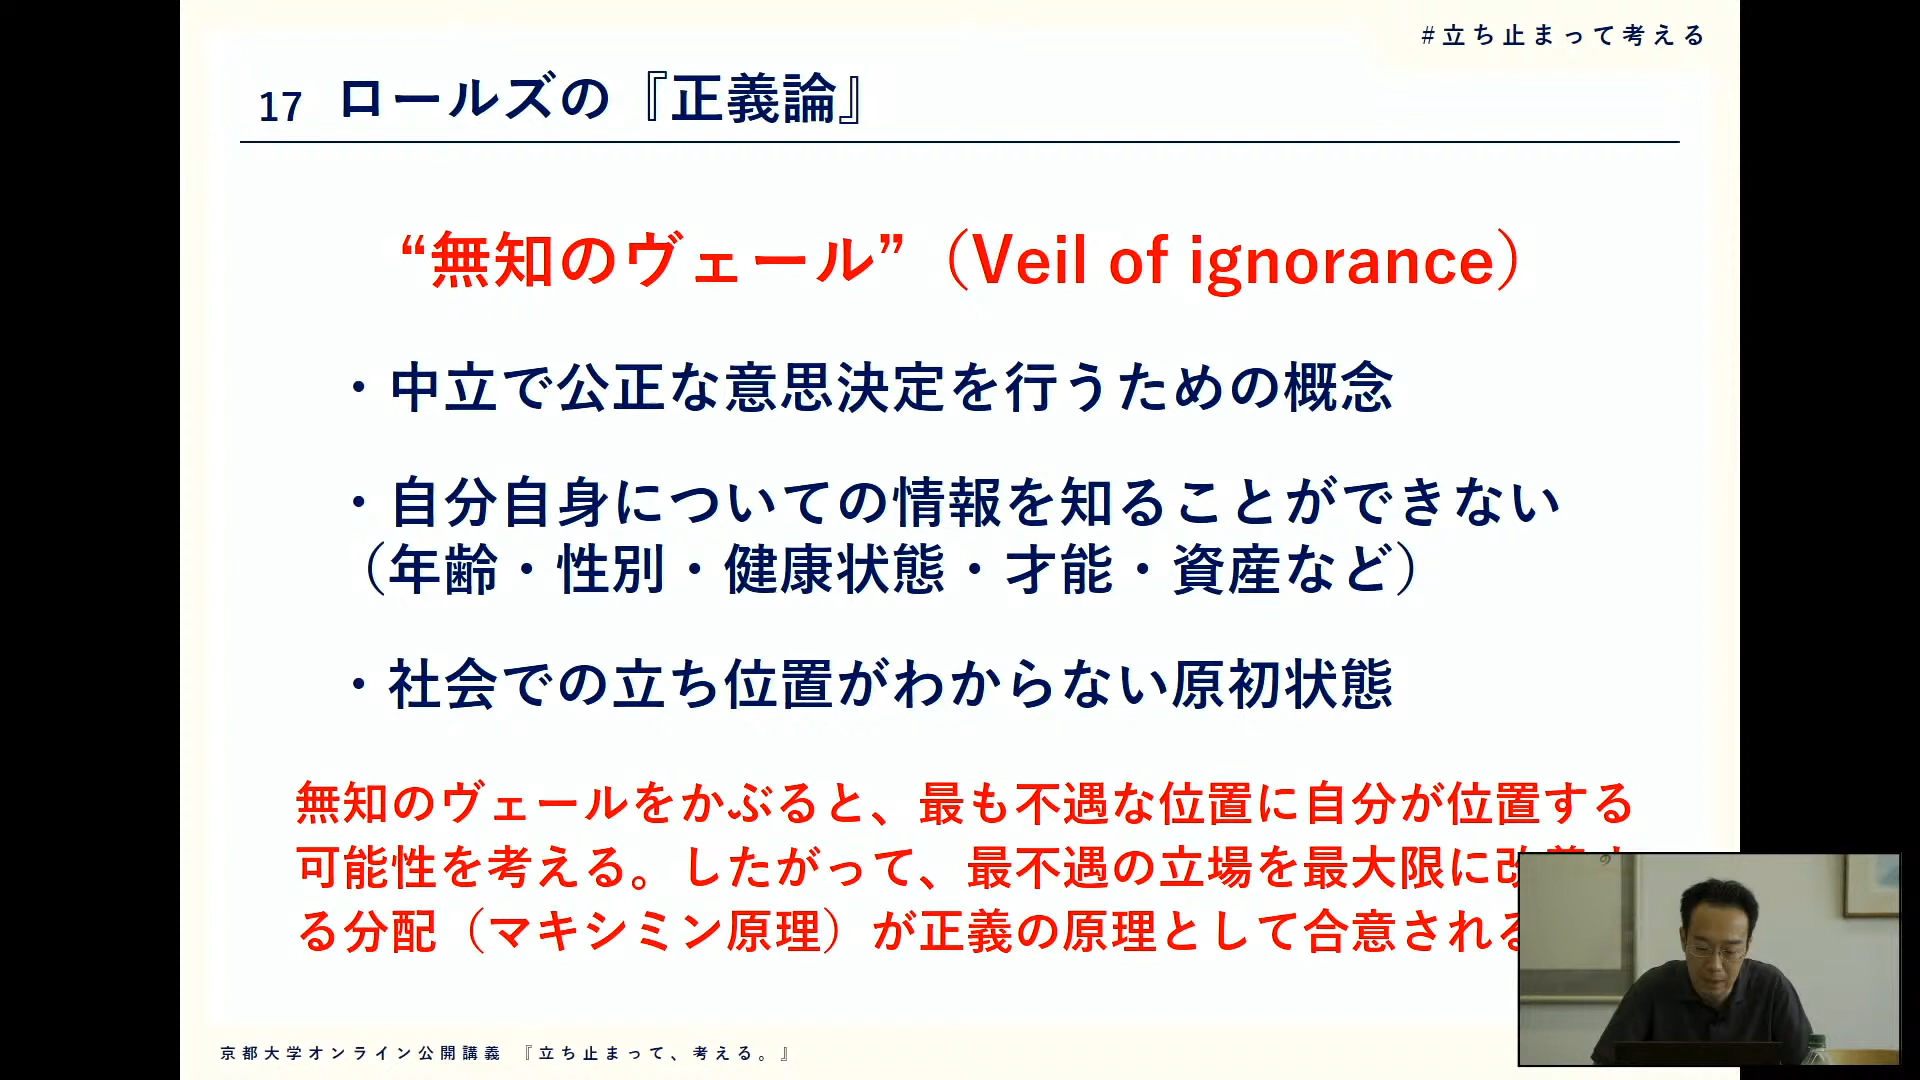 #立ち止まって考える
17 ロールズの『正義論』
“無知のヴェール”（Veil of ignorance）
・中立で公正な意思決定を行うための概念
・自分自身についての情報を知ることができない
（年齢・性別・健康状態・才能・資産など）
・社会での立ち位置がわからない原初状態
無知のヴェールをかぶると、最も不遇な位置に自分が位置する
可能性を考える。したがって、最不遇の立場を最大限に
る分配（マキシミン原理）が正義の原理として合意される
京都大学オンライン公開講義 『立ち止まって、考える。』